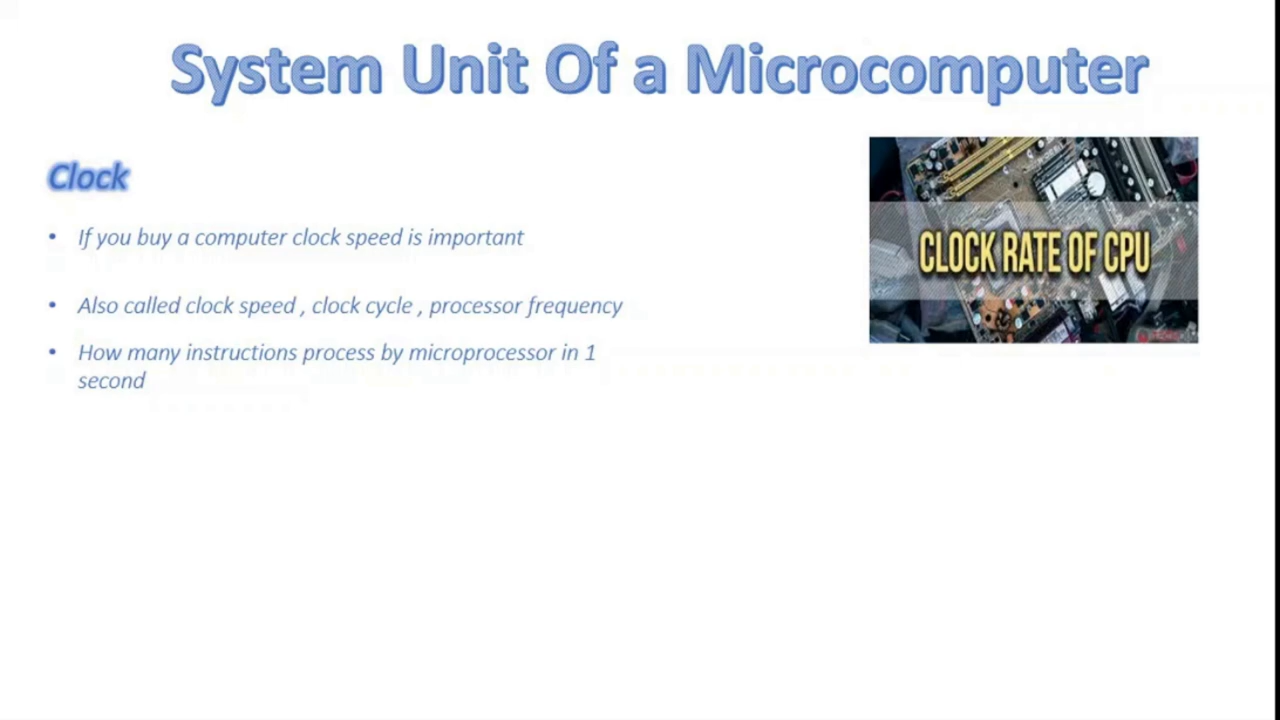 System Unit Of a Microcomputer
Clock
• If you buy a computer clock speed is important
• Also called clock speed , clock cycle , processor frequency
• How many instructions process by microprocessor in 1
second
CLOCK RATE OF CPU